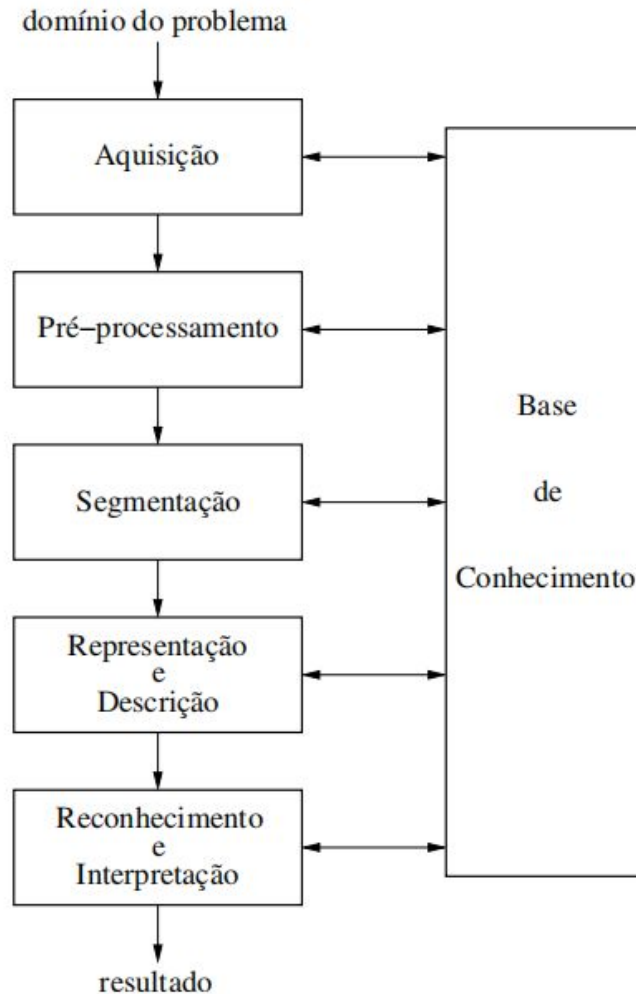 domínio do problema
Aquisição
Pré−processamento
Segmentação
Representação
e
Descrição
Reconhecimento
e
Interpretação
resultado
Base
de
Conhecimento